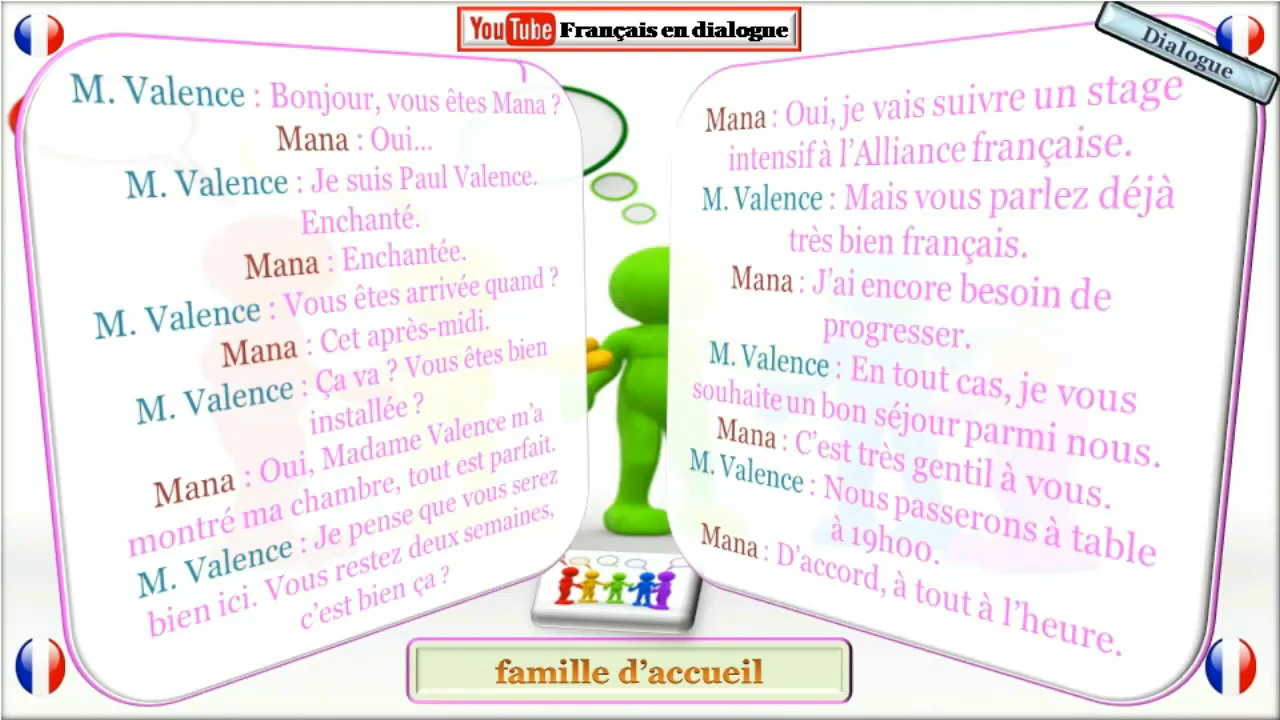 YouTube Français en dialogue
Dialogue
M. Valence : Bonjour, vous êtes Mana ?
Mana : Oui...
M. Valence : Je suis Paul Valence.
Enchanté.
Mana : Enchantée.
M. Valence : Vous êtes arrivée quand ?
Mana : Cet après-midi.
M. Valence : Ça va ? Vous êtes bien
installée ?
Mana : Oui, Madame Valence m’a
montré ma chambre, tout est parfait.
M. Valence : Je pense que vous serez
bien ici. Vous restez deux semaines,
c’est bien ça ?
Mana : Oui, je vais suivre un stage
intensif à l’Alliance française.
M. Valence : Mais vous parlez déjà
très bien français.
Mana : J’ai encore besoin de
progresser.
M. Valence : En tout cas, je vous
souhaite un bon séjour parmi nous.
Mana : C’est très gentil à vous.
M. Valence : Nous passerons à table
à 19h00.
Mana : D’accord, à tout à l’heure.
famille d’accueil